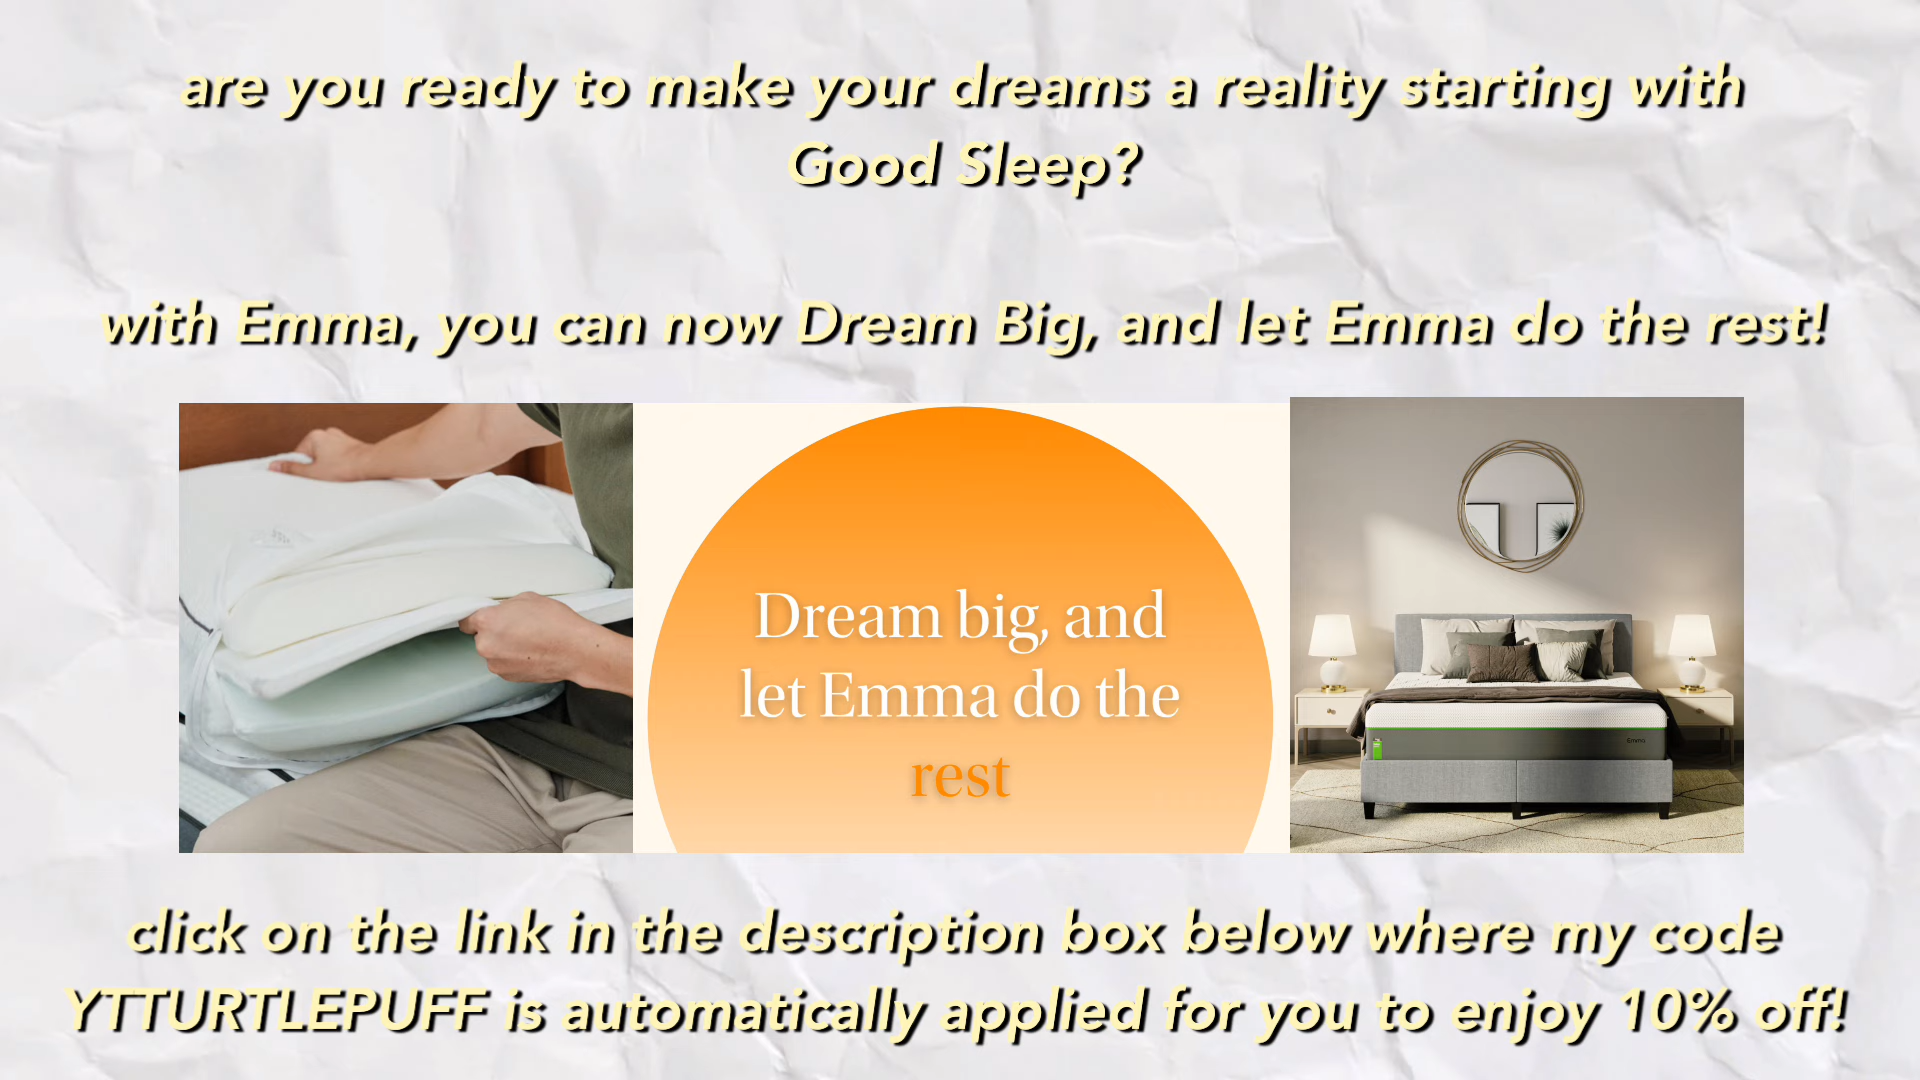 are you ready to make your dreams a reality starting with
Good Sleep?
with Emma, you can now Dream Big, and let Emma do the rest!
Dream big, and
let Emma do the
rest
Emma
click on the link in the description box below where my code
YTTURTLEPUFF is automatically applied for you to enjoy 10% off!